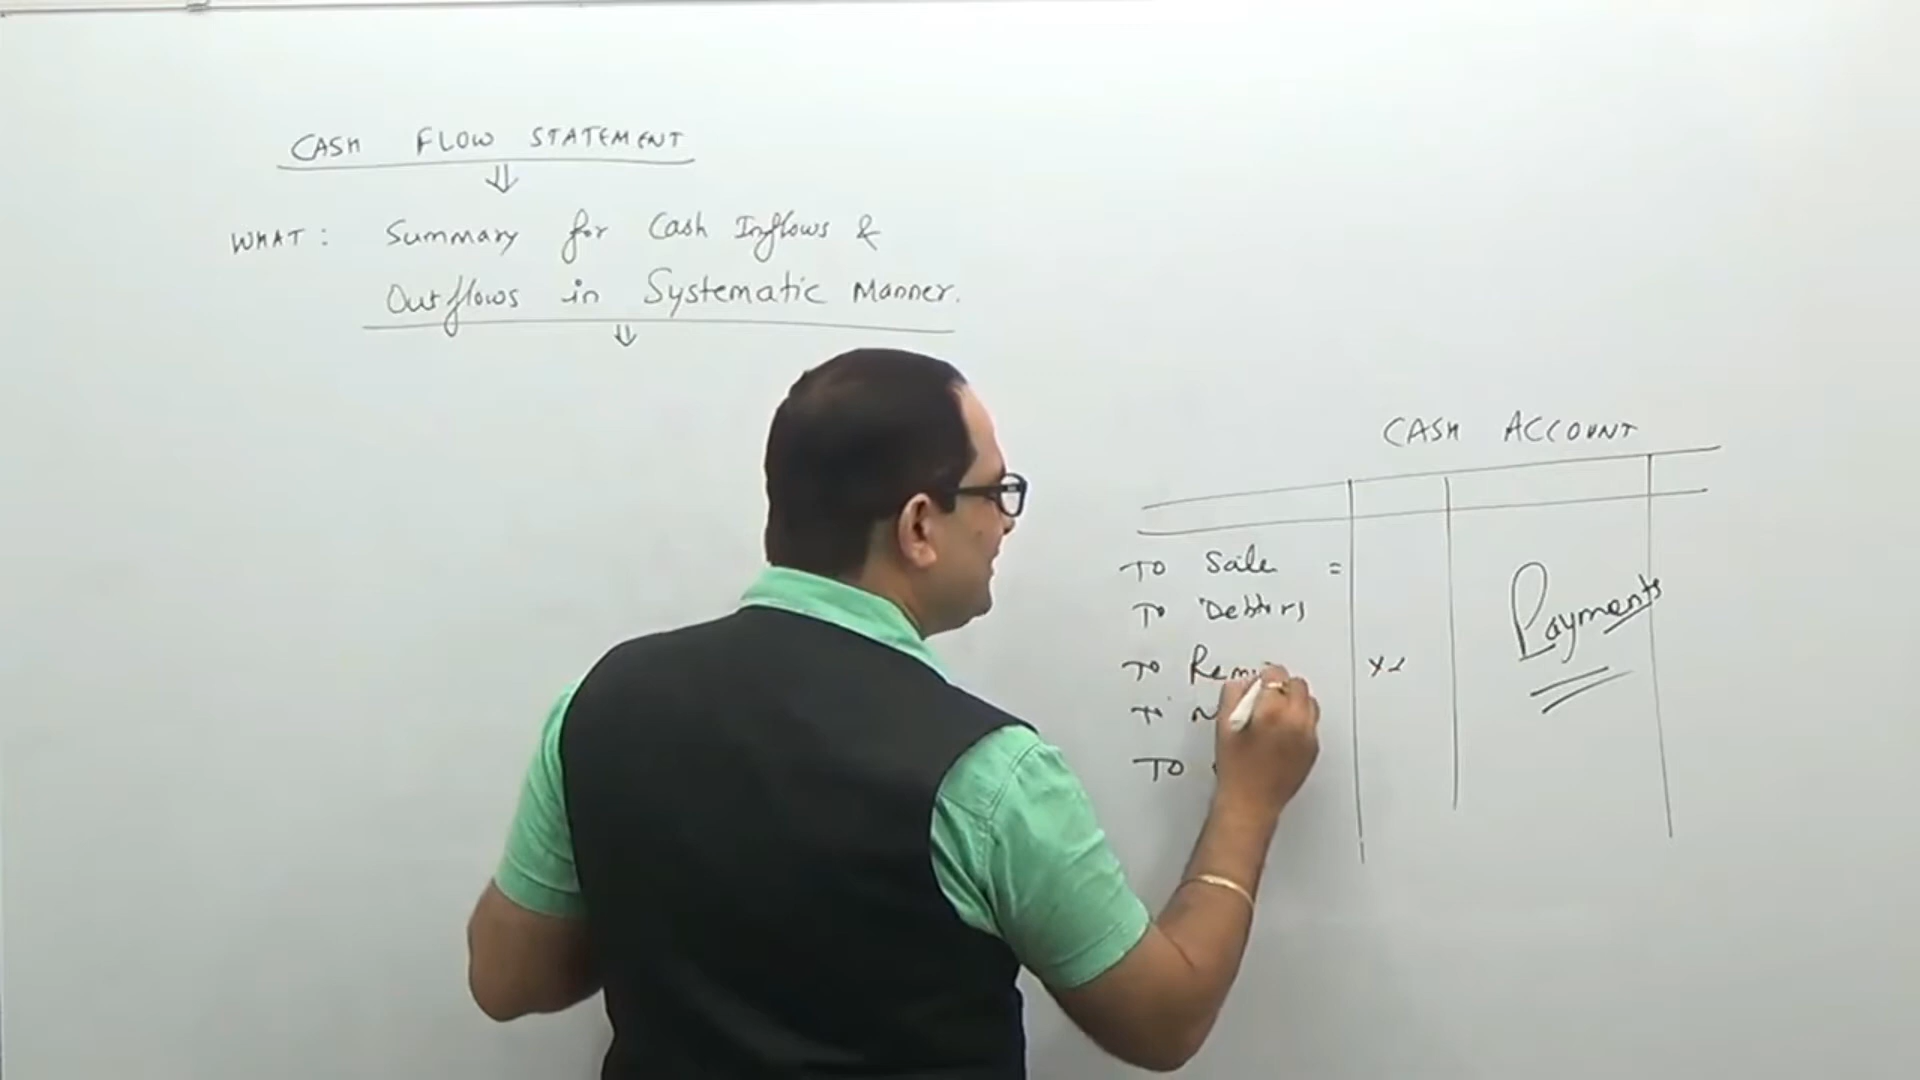 CASH FLOW STATEMENT
⇓
WHAT: Summary for Cash Inflows &
Outflows in Systematic Manner.
⇓
CASH ACCOUNT
TO Sale =
TO Debtors
Payments
TO
TO
TO